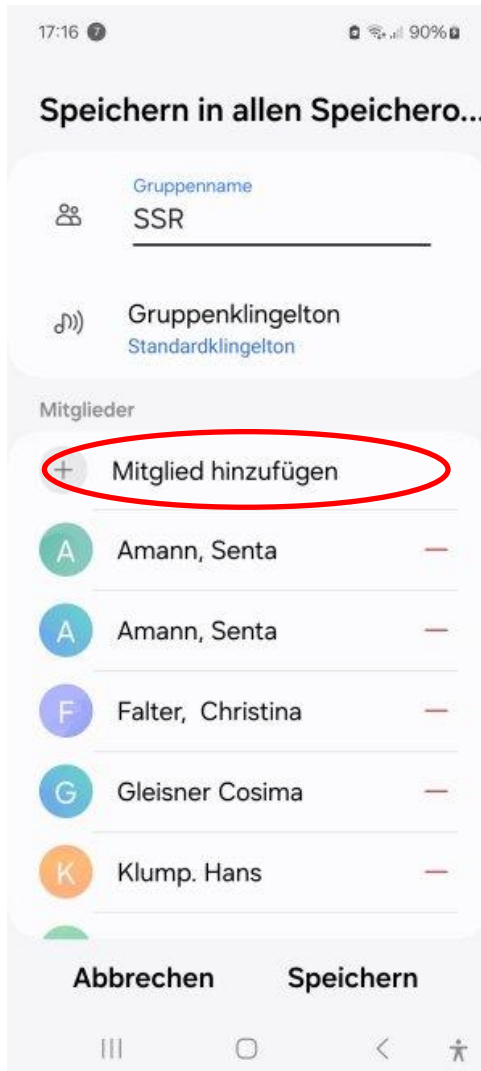 17:16 90%
Speichern in allen Speichero...
Gruppenname
SSR
Gruppenklingelton
Standardklingelton
Mitglieder
+ Mitglied hinzufügen
A Amann, Senta
A Amann, Senta
F Falter, Christina
G Gleisner Cosima
K Klump. Hans
Abbrechen Speichern